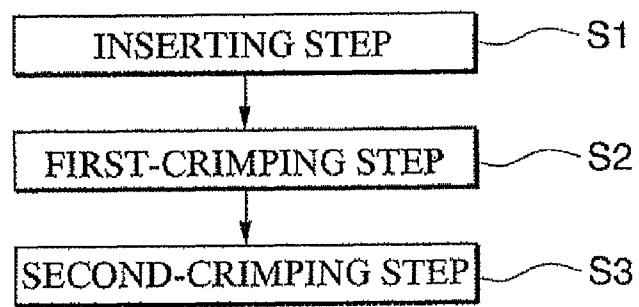 INSERTING STEP S1
FIRST-CRIMPING STEP S2
SECOND-CRIMPING STEP S3